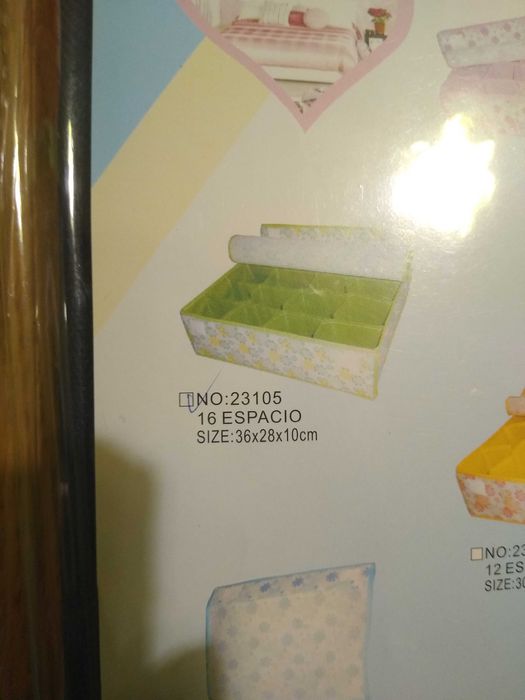 NO:23105
16 ESPACIO
SIZE:36x28x10cm
NO:23
12 ES
SIZE:30